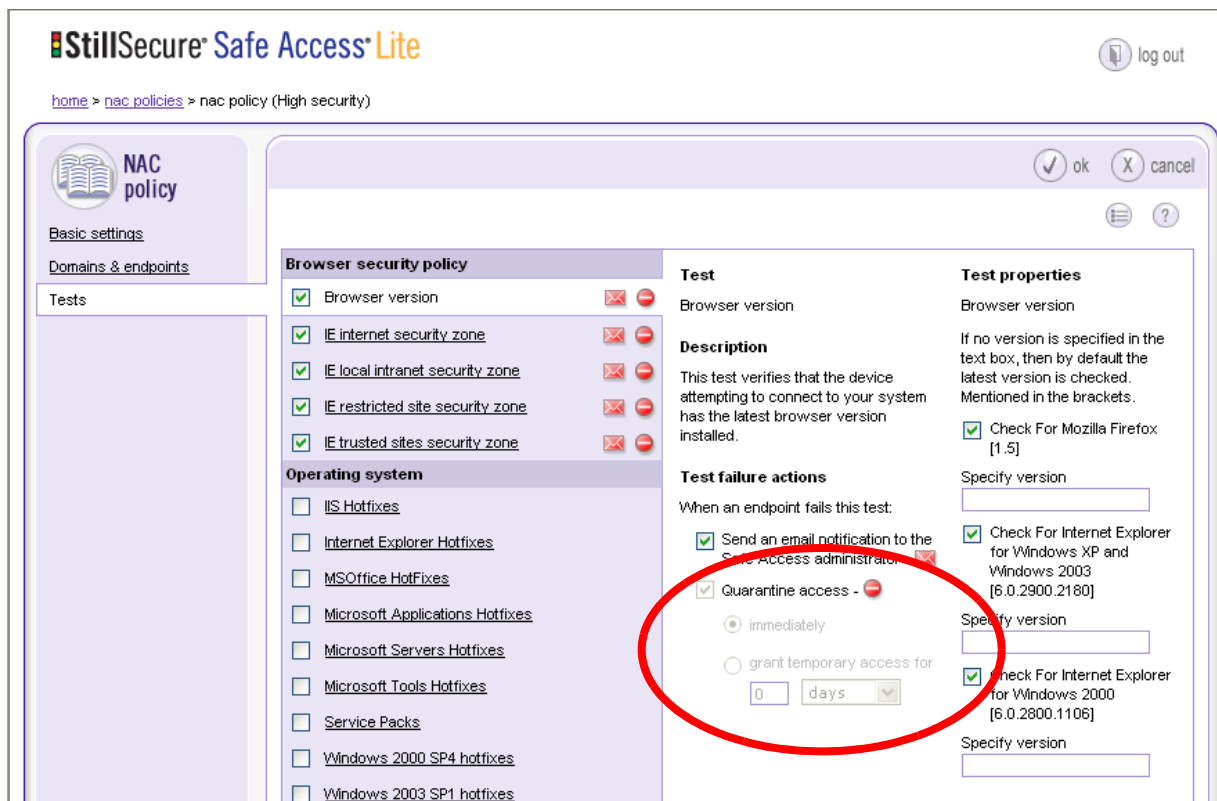 StillSecure® Safe Access® Lite
log out
home > nac policies > nac policy (High security)
NAC
policy
Basic settings
Domains & endpoints
Tests
ok
cancel
Browser security policy
Browser version
IE internet security zone
IE local intranet security zone
IE restricted site security zone
IE trusted sites security zone
Operating system
IIS Hotfixes
Internet Explorer Hotfixes
MSOffice HotFixes
Microsoft Applications Hotfixes
Microsoft Servers Hotfixes
Microsoft Tools Hotfixes
Service Packs
Windows 2000 SP4 hotfixes
Windows 2003 SP1 hotfixes
Test
Browser version
Description
This test verifies that the device
attempting to connect to your system
has the latest browser version
installed.
Test failure actions
When an endpoint fails this test:
Send an email notification to the
Safe Access administrator
Quarantine access -
immediately
grant temporary access for
0 days
Test properties
Browser version
If no version is specified in the
text box, then by default the
latest version is checked.
Mentioned in the brackets.
Check For Mozilla Firefox
[1.5]
Specify version
Check For Internet Explorer
for Windows XP and
Windows 2003
[6.0.2900.2180]
Specify version
Check For Internet Explorer
for Windows 2000
[6.0.2800.1106]
Specify version